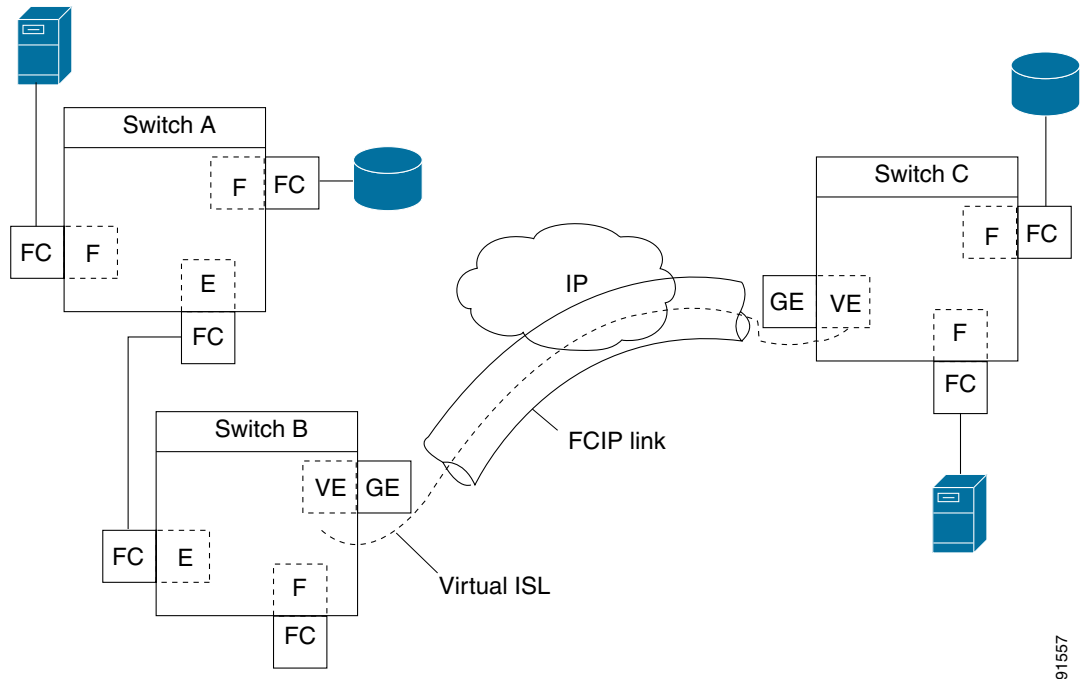 Switch A
F
FC
FC
F
E
FC
Switch B
VE
GE
FC
E
F
FC
IP
FCIP link
Virtual ISL
Switch C
F
FC
GE
VE
F
FC
91557